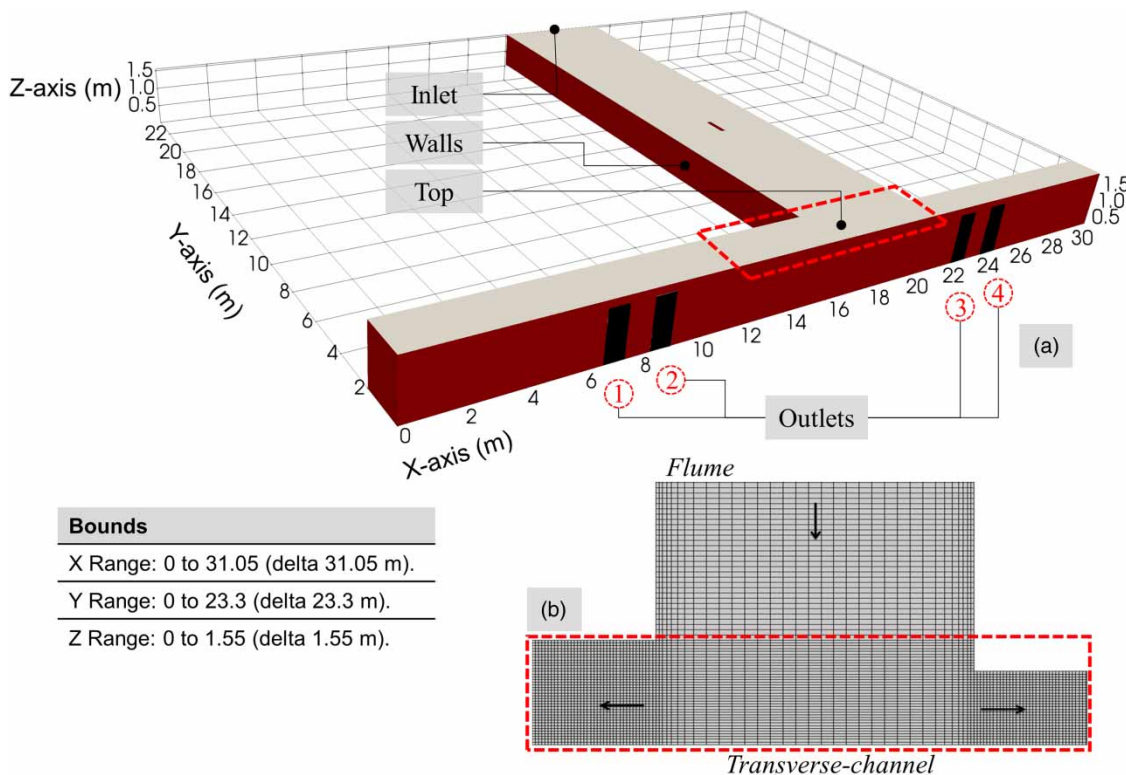 Z-axis (m)
1.5
1.0
0.5
22
20
18
16
14
12
10
8
6
4
2
Y-axis (m)
Inlet
Walls
Top
1.5
1.0
0.5
0
2
4
6
8
10
12
14
16
18
20
22
24
26
28
30
X-axis (m)
1
2
3
4
Outlets
(a)
Flume
Bounds
X Range: 0 to 31.05 (delta 31.05 m).
Y Range: 0 to 23.3 (delta 23.3 m).
Z Range: 0 to 1.55 (delta 1.55 m).
(b)
Transverse-channel